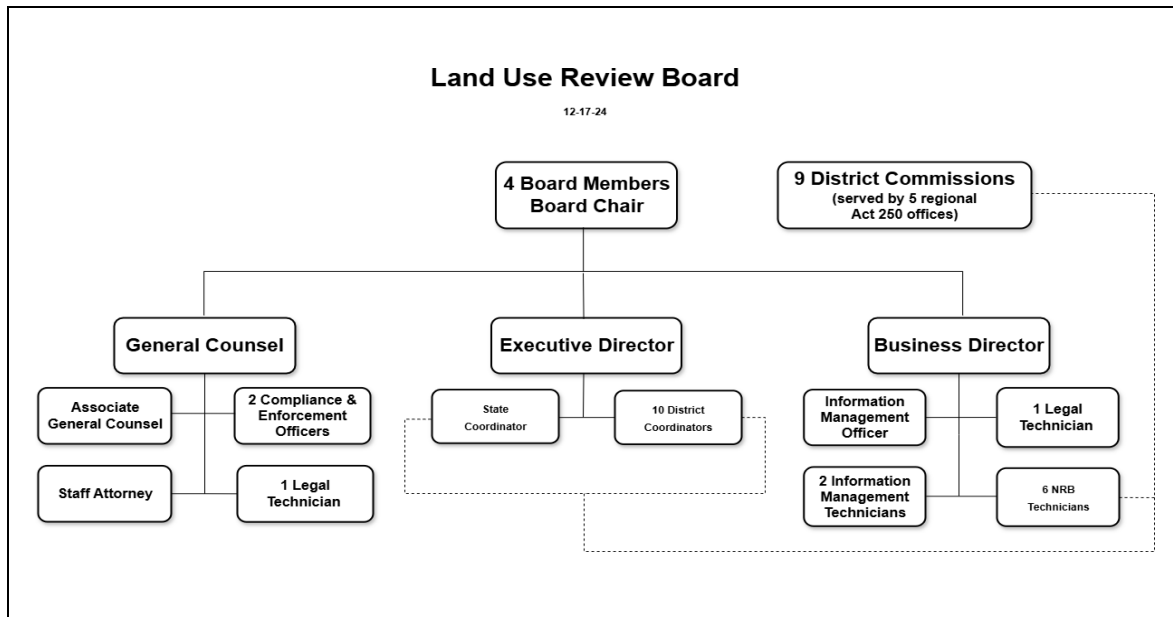 Land Use Review Board
12-17-24
4 Board Members
Board Chair
9 District Commissions
(served by 5 regional
Act 250 offices)
General Counsel
Executive Director
Business Director
Associate
General Counsel
2 Compliance &
Enforcement
Officers
State
Coordinator
10 District
Coordinators
Information
Management
Officer
1 Legal
Technician
Staff Attorney
1 Legal
Technician
2 Information
Management
Technicians
6 NRB
Technicians